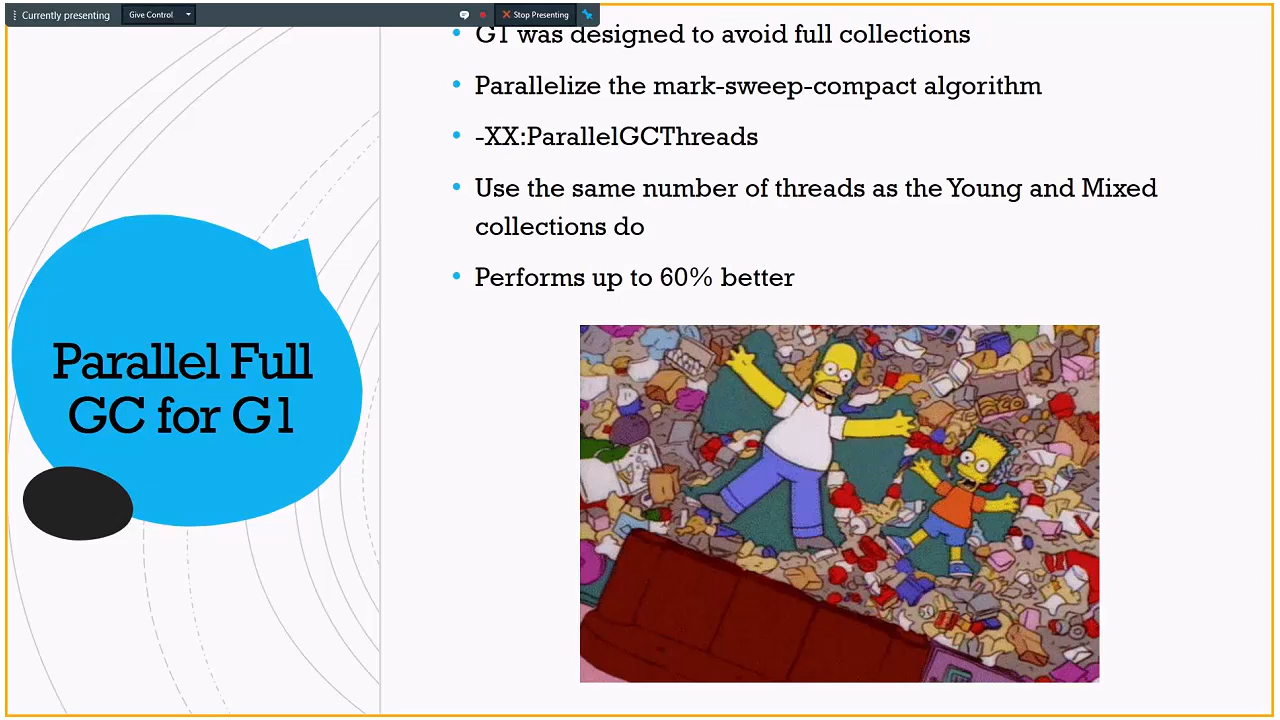 Currently presenting
Give Control
Stop Presenting
G1 was designed to avoid full collections
Parallelize the mark-sweep-compact algorithm
-XX:ParallelGCThreads
Use the same number of threads as the Young and Mixed
collections do
Performs up to 60% better
Parallel Full
GC for G1